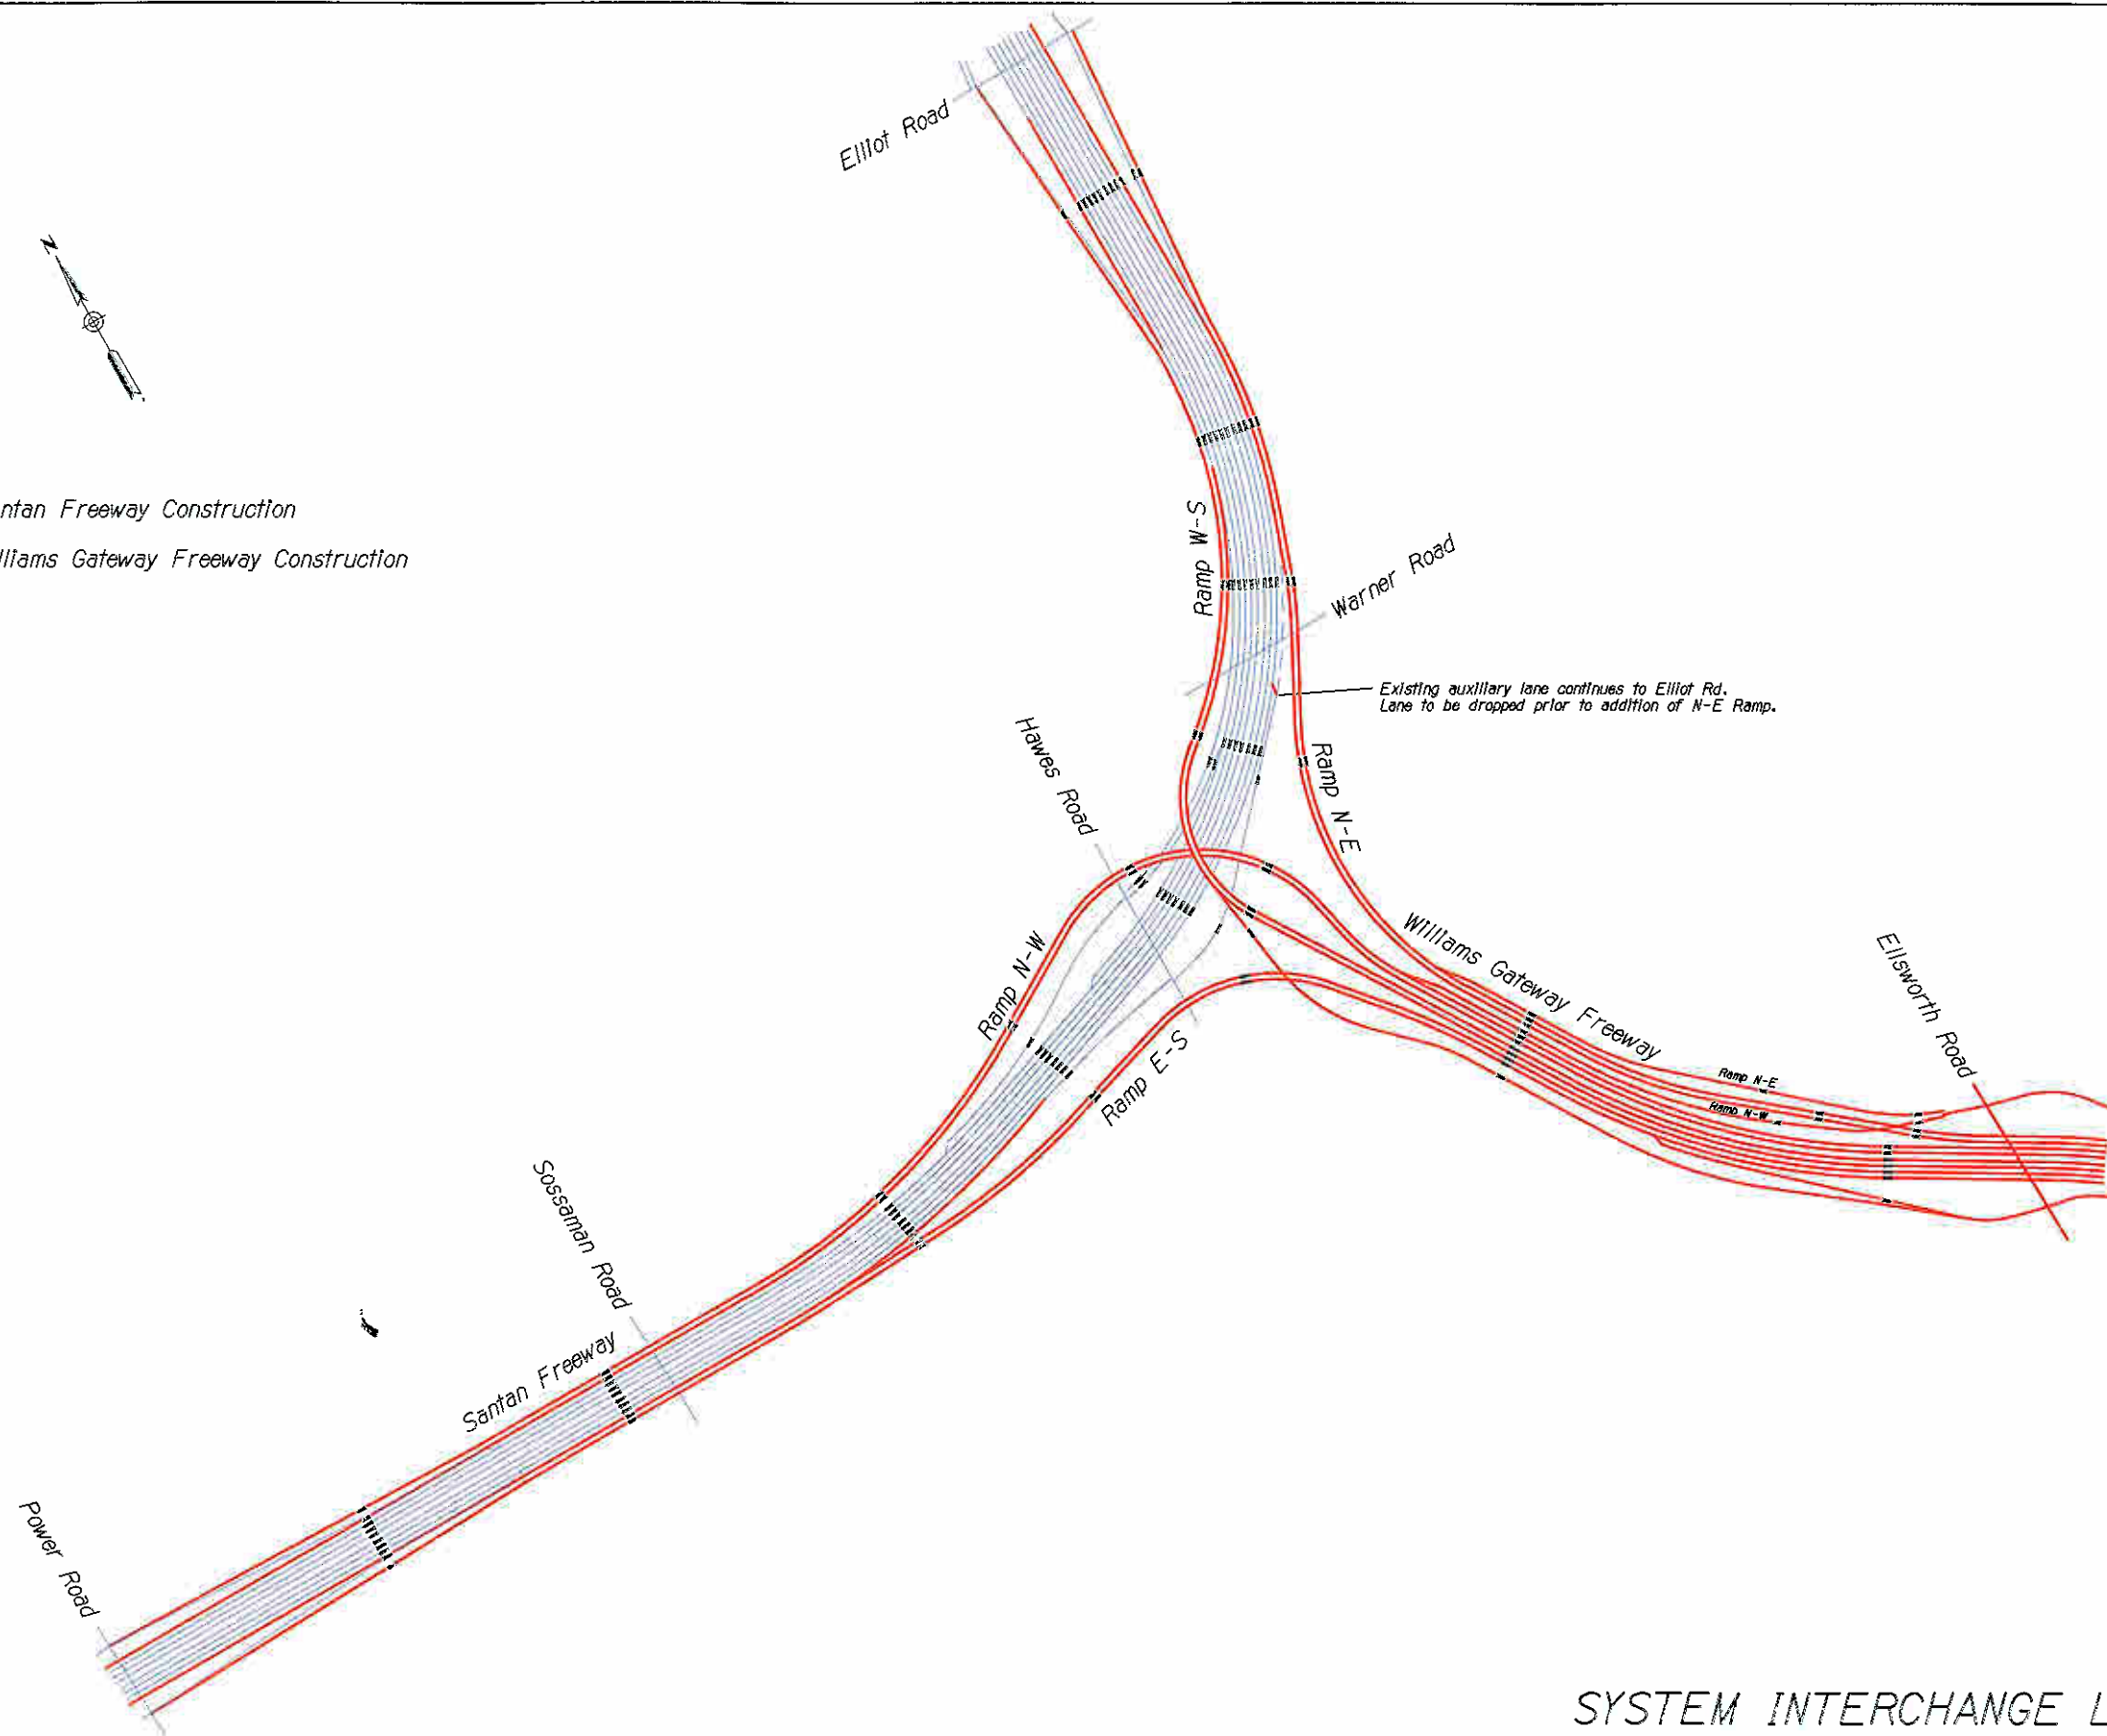 Elliot Road
N
ntan Freeway Construction
lliams Gateway Freeway Construction
Ramp W-S
Warner Road
Existing auxiliary lane continues to Elliot Rd.
Lane to be dropped prior to addition of N-E Ramp.
Hawes Road
Ramp N-E
Ramp N-W
Williams Gateway Freeway
Ellsworth Road
Ramp E-S
Ramp N-E
Ramp N-W
Sossaman Road
Santan Freeway
Power Road
SYSTEM INTERCHANGE L